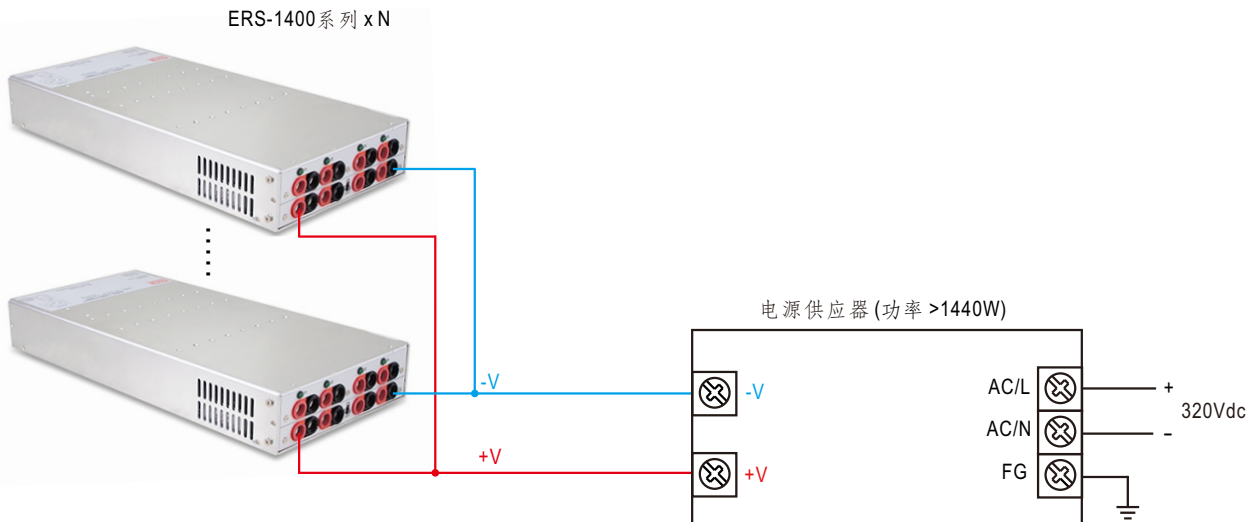 ERS-1400系列 x N
电源供应器(功率 >1440W)
-V
-V
AC/L
+
320Vdc
AC/N
-
+V
+V
FG